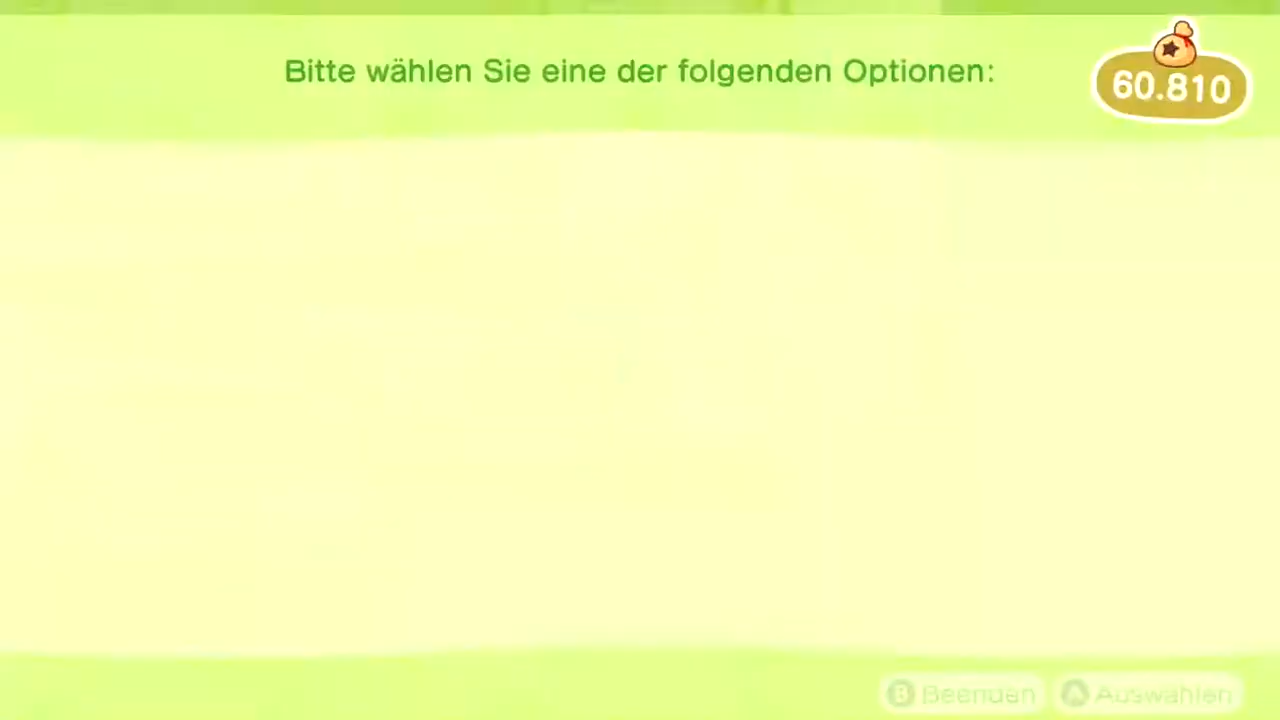 Bitte wählen Sie eine der folgenden Optionen:
60.810
B Beenden A Auswählen